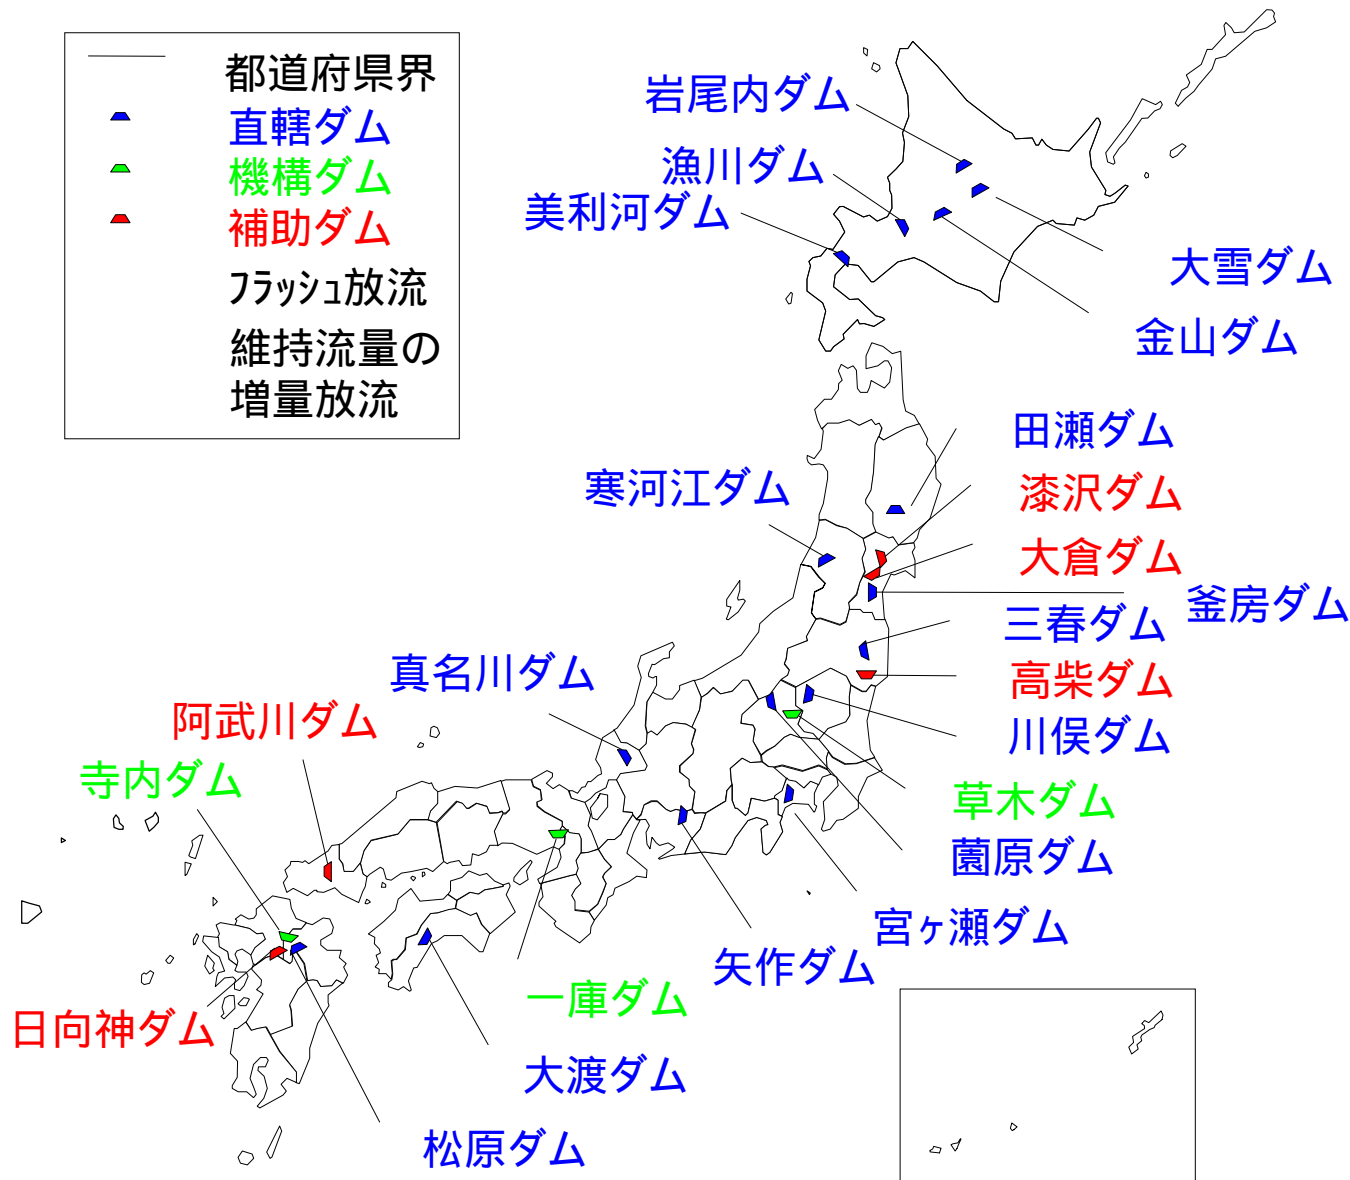 都道府県界
直轄ダム
機構ダム
補助ダム
フラッシュ放流
維持流量の
増量放流
岩尾内ダム
漁川ダム
美利河ダム
大雪ダム
金山ダム
田瀬ダム
寒河江ダム
漆沢ダム
大倉ダム
釜房ダム
三春ダム
真名川ダム
高柴ダム
阿武川ダム
川俣ダム
寺内ダム
草木ダム
薗原ダム
宮ヶ瀬ダム
矢作ダム
一庫ダム
日向神ダム
大渡ダム
松原ダム